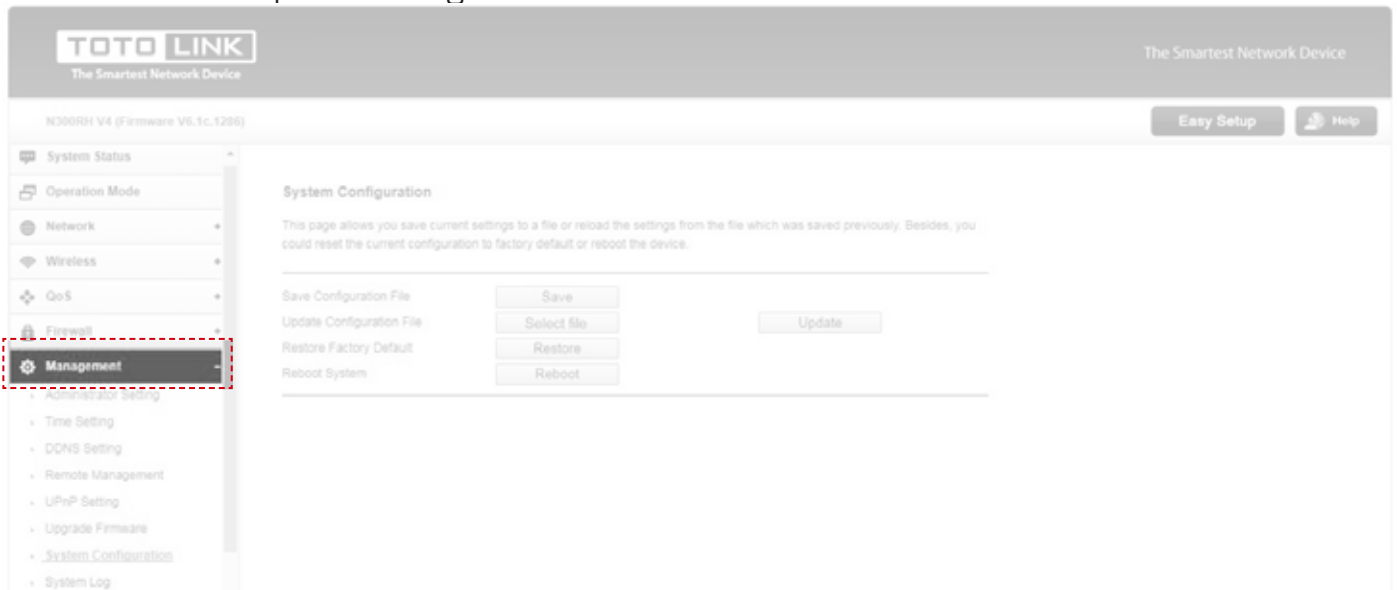 TOTO LINK
The Smartest Network Device
The Smartest Network Device
N300RH V4 (Firmware V6.1c.1286)
Easy Setup
Help
System Status
Operation Mode
Network +
Wireless +
QoS +
Firewall +
Management -
Administrator Setting
Time Setting
DDNS Setting
Remote Management
UPnP Setting
Upgrade Firmware
System Configuration
System Log
System Configuration
This page allows you save current settings to a file or reload the settings from the file which was saved previously. Besides, you
could reset the current configuration to factory default or reboot the device.
Save Configuration File Save
Update Configuration File Select file Update
Restore Factory Default Restore
Reboot System Reboot